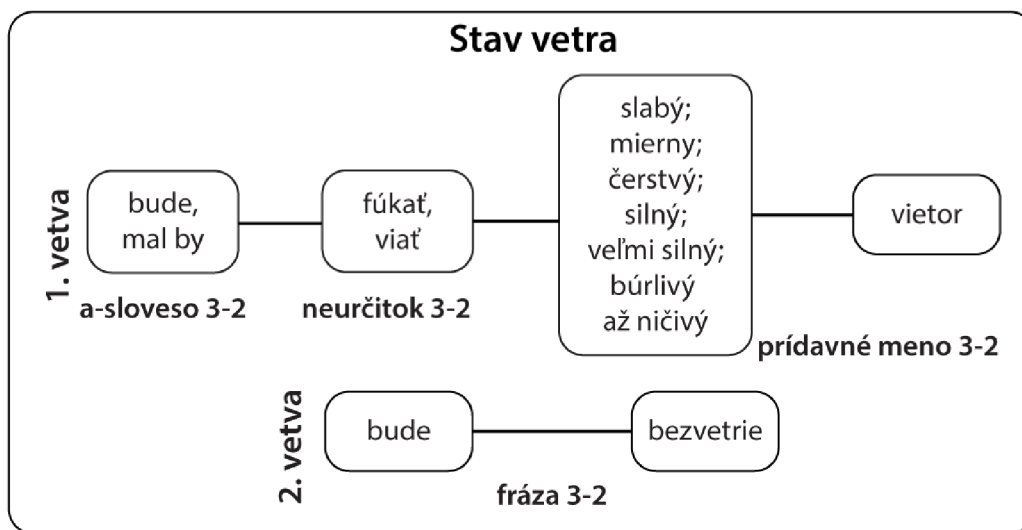 Stav vetra
1. vetva
bude,
mal by
a-sloveso 3-2
fúkať,
viať
neurčitok 3-2
slabý;
mierny;
čerstvý;
silný;
veľmi silný;
búrlivý
až ničivý
prídavné meno 3-2
vietor
2. vetva
bude
bezvetrie
fráza 3-2